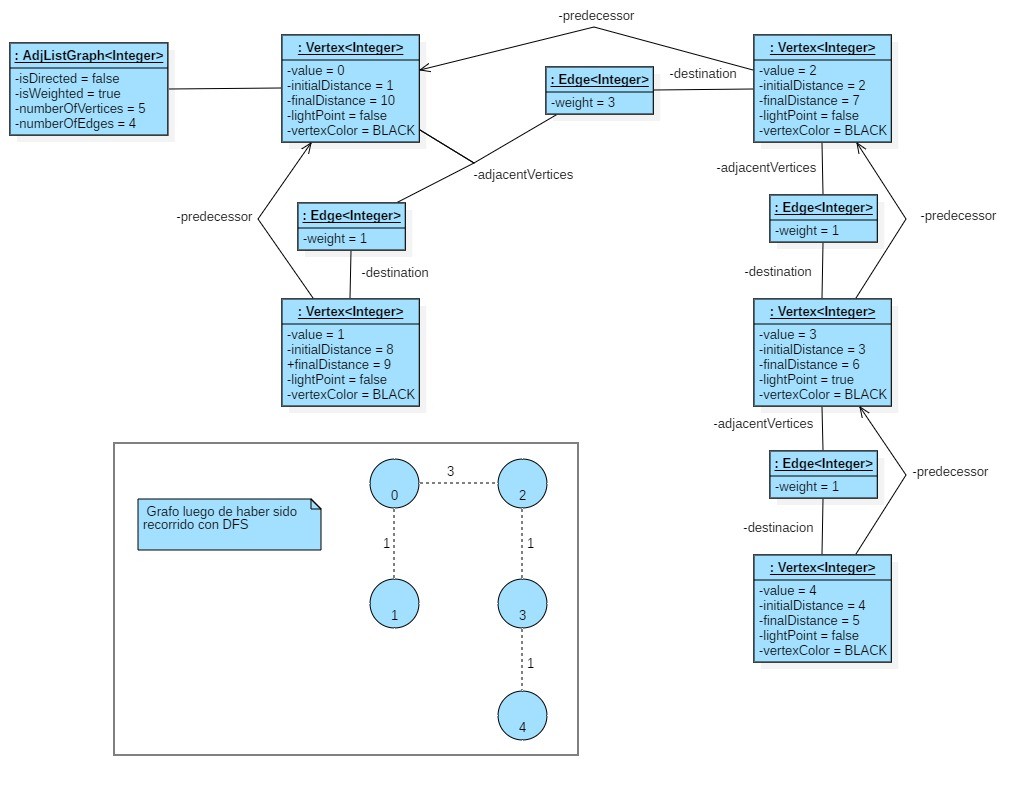 -predecessor
: AdjListGraph<Integer>
-isDirected = false
-isWeighted = true
-numberOfVertices = 5
-numberOfEdges = 4
: Vertex<Integer>
-value = 0
-initialDistance = 1
-finalDistance = 10
-lightPoint = false
-vertexColor = BLACK
: Edge<Integer>
-weight = 3
-destination
: Vertex<Integer>
-value = 2
-initialDistance = 2
-finalDistance = 7
-lightPoint = false
-vertexColor = BLACK
-adjacentVertices
-adjacentVertices
-predecessor
: Edge<Integer>
-weight = 1
-destination
: Edge<Integer>
-weight = 1
-predecessor
-destination
: Vertex<Integer>
-value = 1
-initialDistance = 8
+finalDistance = 9
-lightPoint = false
-vertexColor = BLACK
: Vertex<Integer>
-value = 3
-initialDistance = 3
-finalDistance = 6
-lightPoint = true
-vertexColor = BLACK
-adjacentVertices
: Edge<Integer>
-weight = 1
-predecessor
-destinacion
: Vertex<Integer>
-value = 4
-initialDistance = 4
-finalDistance = 5
-lightPoint = false
-vertexColor = BLACK
Grafo luego de haber sido
recorrido con DFS
3
0
2
1
1
1
3
1
4